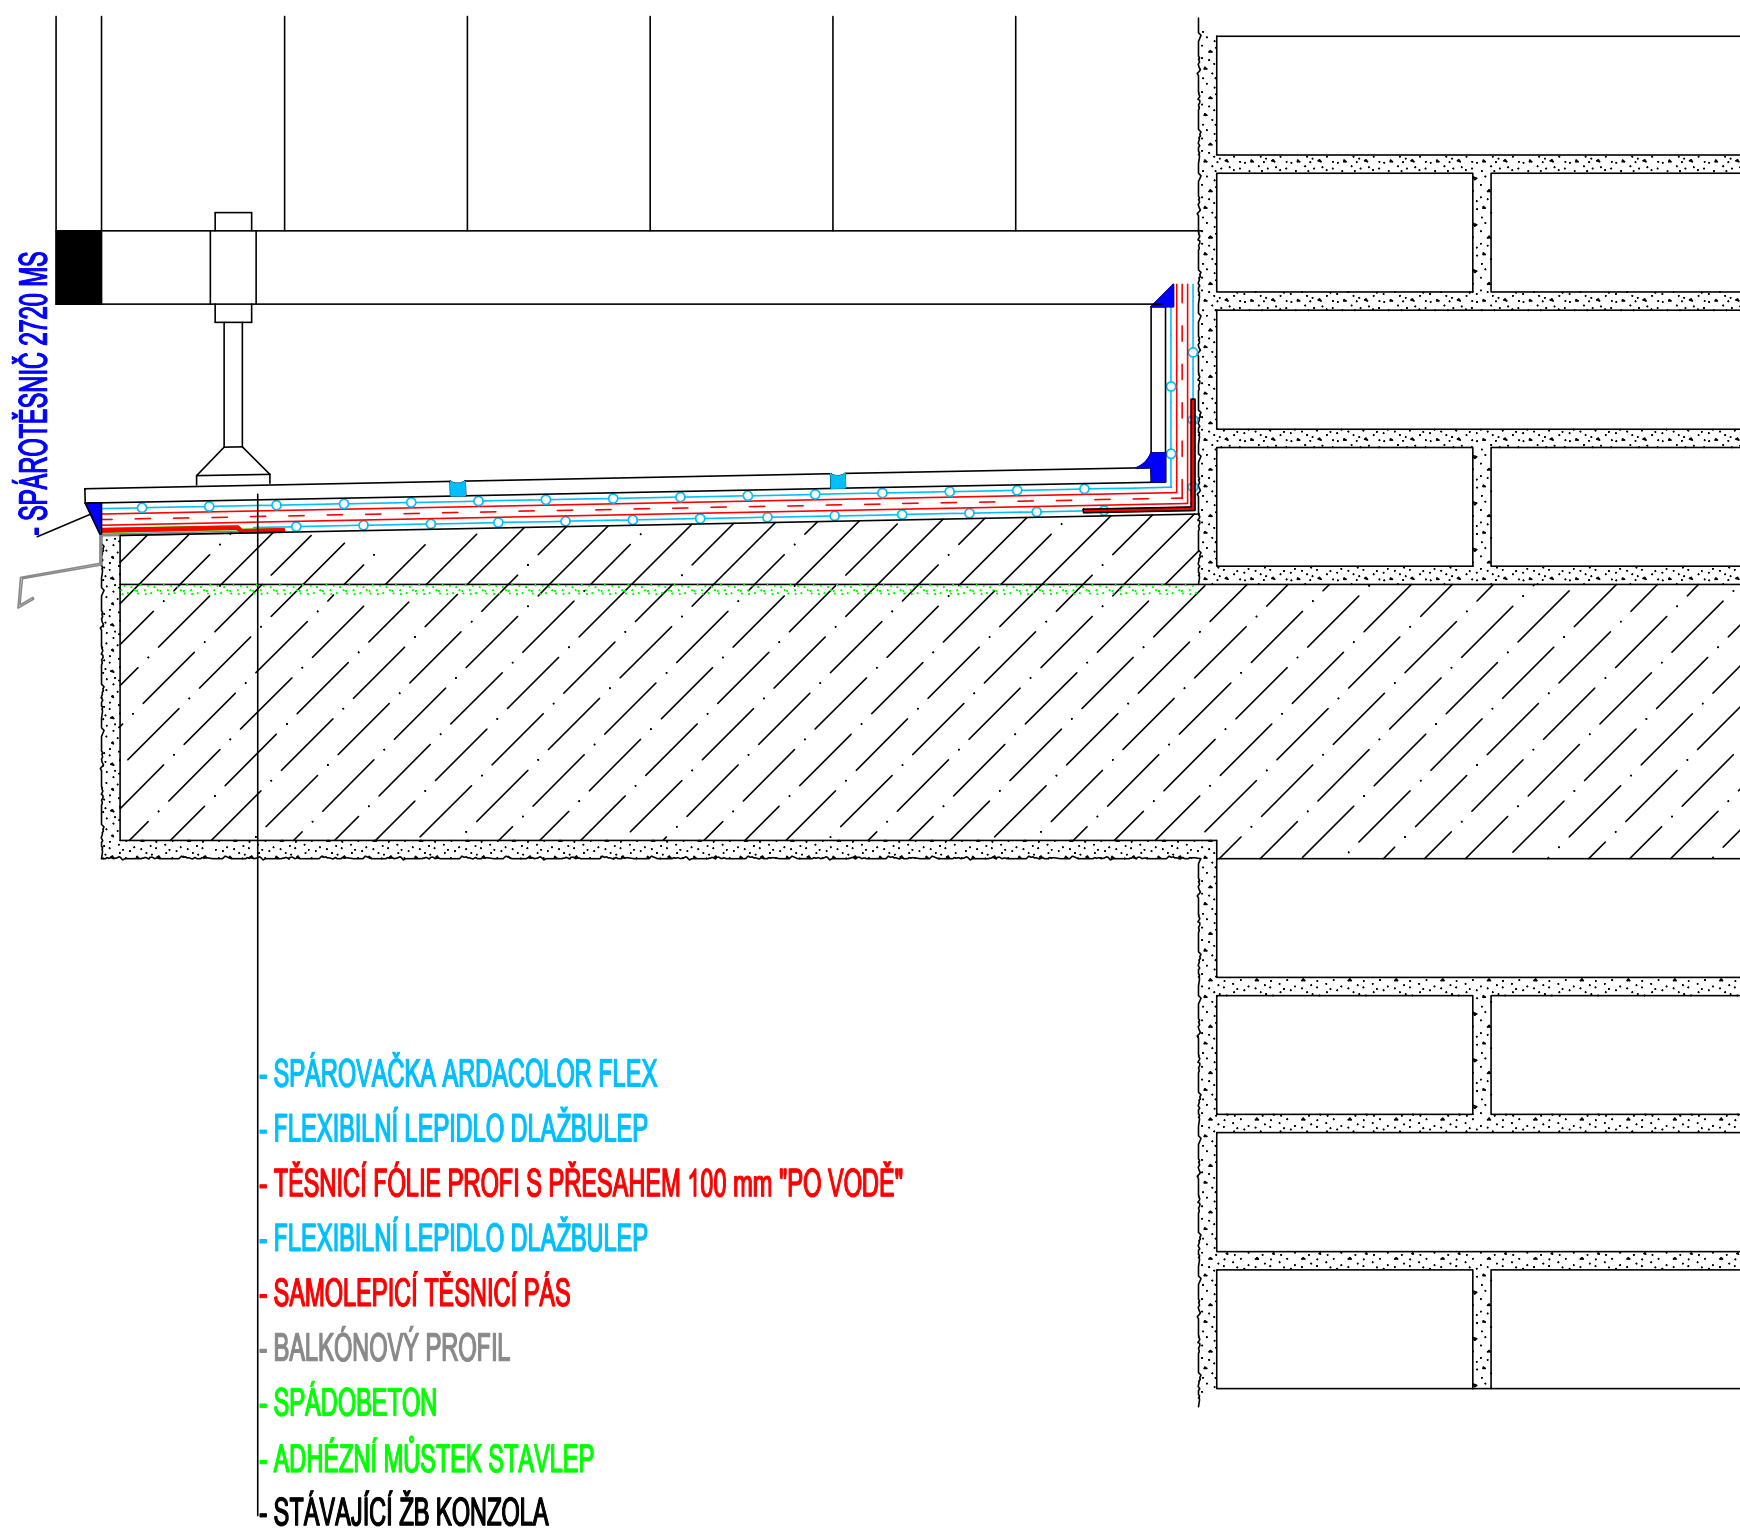 - SPÁROTĚSNIČ 2720 MS
- SPÁROVAČKA ARDACOLOR FLEX
- FLEXIBILNÍ LEPIDLO DLAŽBULEP
- TĚSNICÍ FÓLIE PROFI S PŘESAHEM 100 mm "PO VODĚ"
- FLEXIBILNÍ LEPIDLO DLAŽBULEP
- SAMOLEPICÍ TĚSNICÍ PÁS
- BALKÓNOVÝ PROFIL
- SPÁDOBETON
- ADHÉZNÍ MŮSTEK STAVLEP
- STÁVAJÍCÍ ŽB KONZOLA